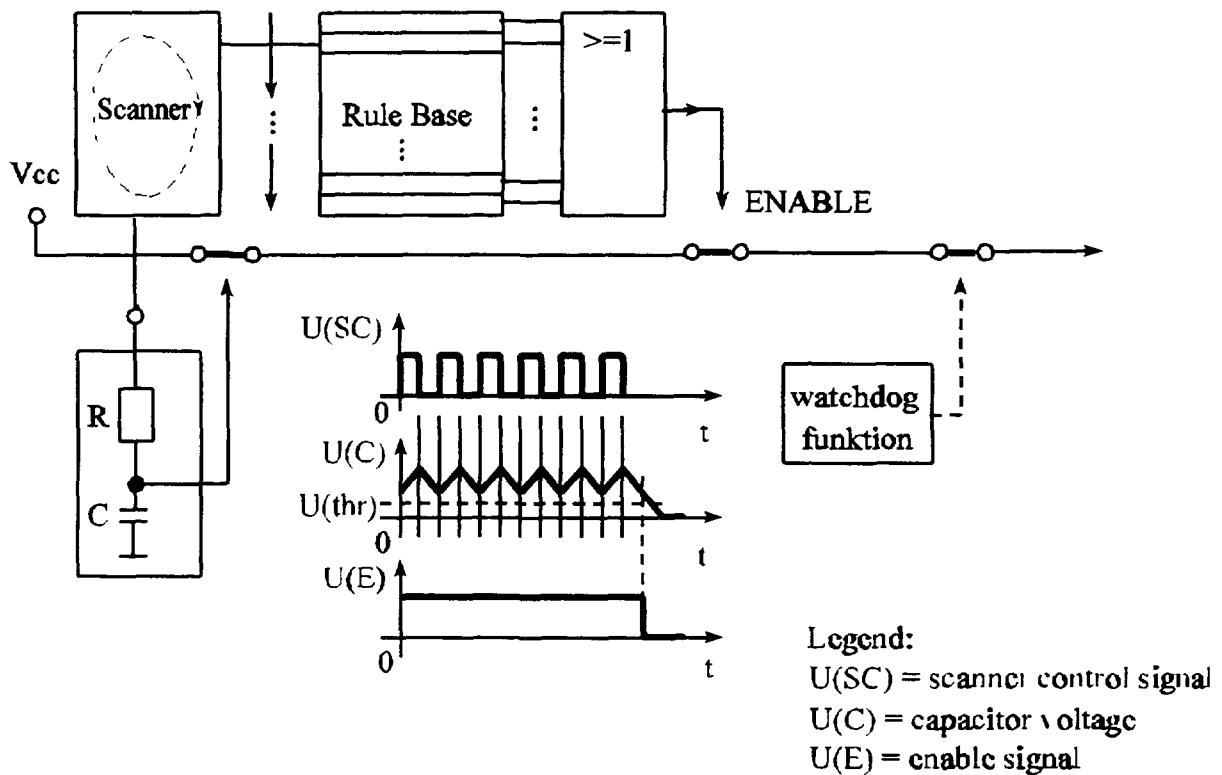 >=1
Scanner
Rule Base
Vcc
ENABLE
U(SC)
0
t
R
U(C)
C
U(thr)
0
t
watchdog
funktion
U(E)
0
t
Legend:
U(SC) = scanner control signal
U(C) = capacitor voltage
U(E) = enable signal